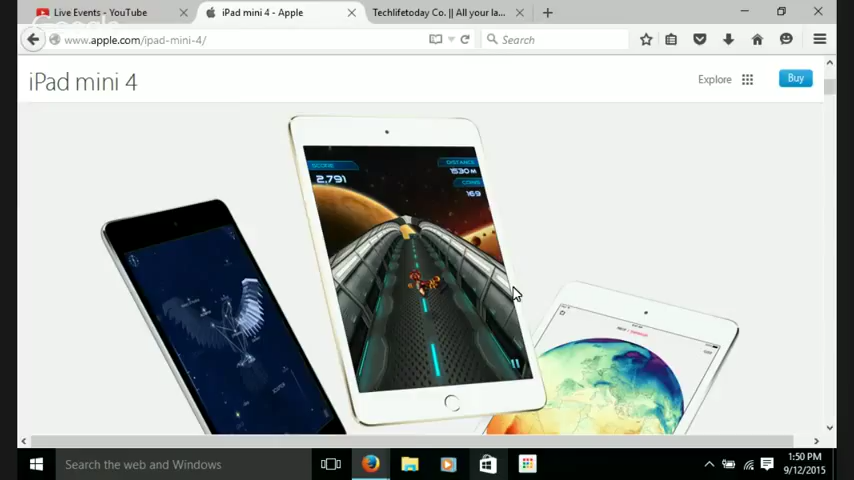 Live Events - YouTube
iPad mini 4 - Apple
Techlifetoday Co. || All your la...
Google
www.apple.com/ipad-mini-4/
Search
iPad mini 4
Explore
Buy
SCORE:
2,791
DISTANCE
1530 M
COINS
169
Search the web and Windows
1:50 PM
9/12/2015